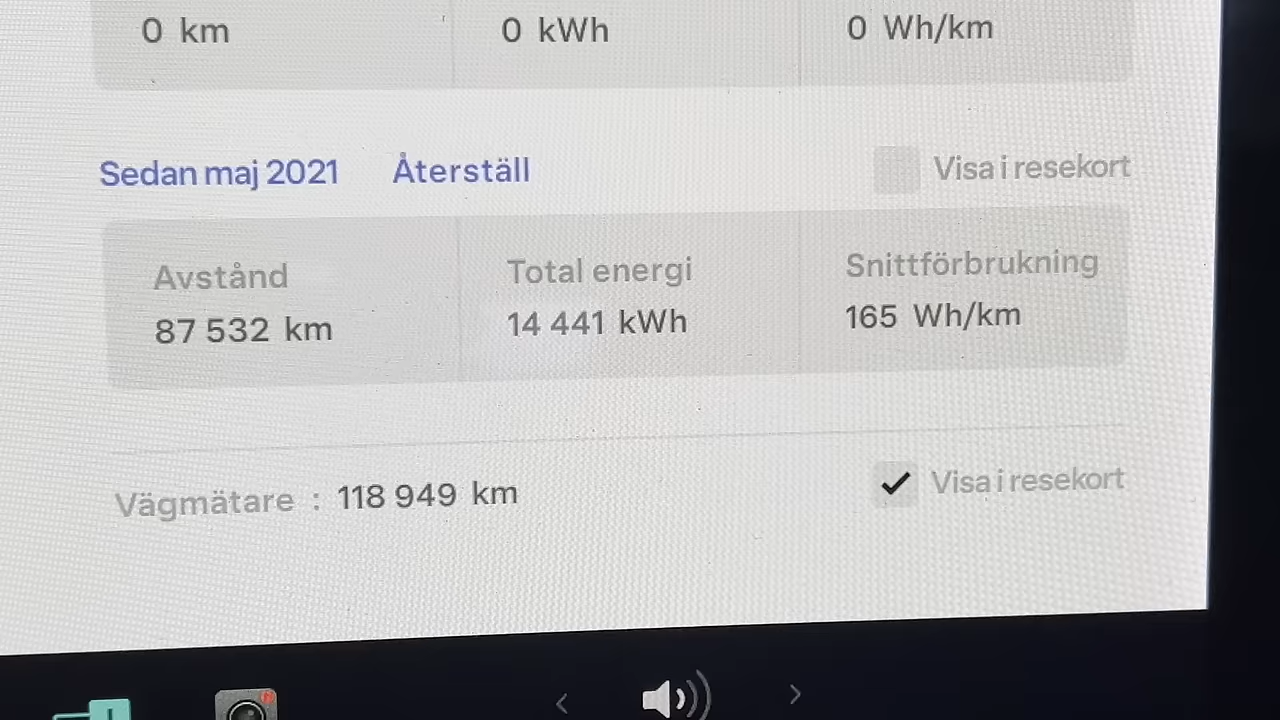 0 km 0 kWh 0 Wh/km
Sedan maj 2021 Återställ Visa i resekort
Avstånd Total energi Snittförbrukning
87 532 km 14 441 kWh 165 Wh/km
Vägmätare : 118 949 km Visa i resekort